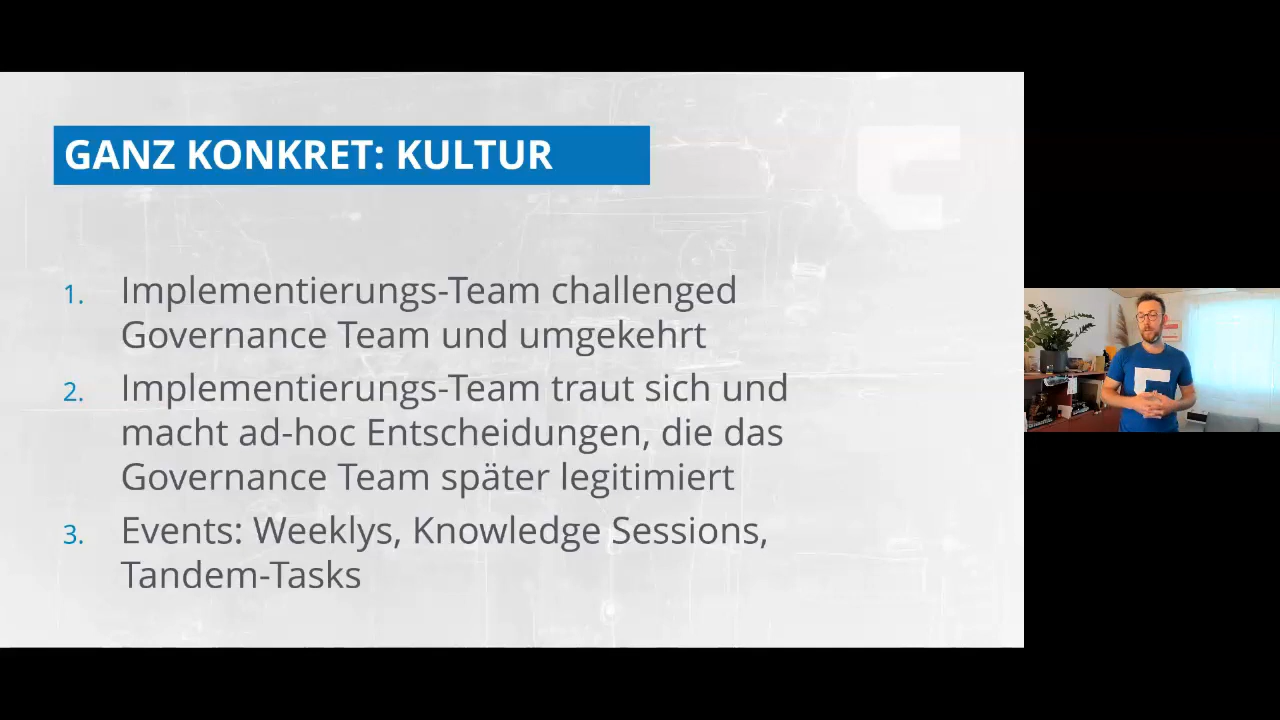 GANZ KONKRET: KULTUR
1. Implementierungs-Team challenged
Governance Team und umgekehrt
2. Implementierungs-Team traut sich und
macht ad-hoc Entscheidungen, die das
Governance Team später legitimiert
3. Events: Weeklys, Knowledge Sessions,
Tandem-Tasks